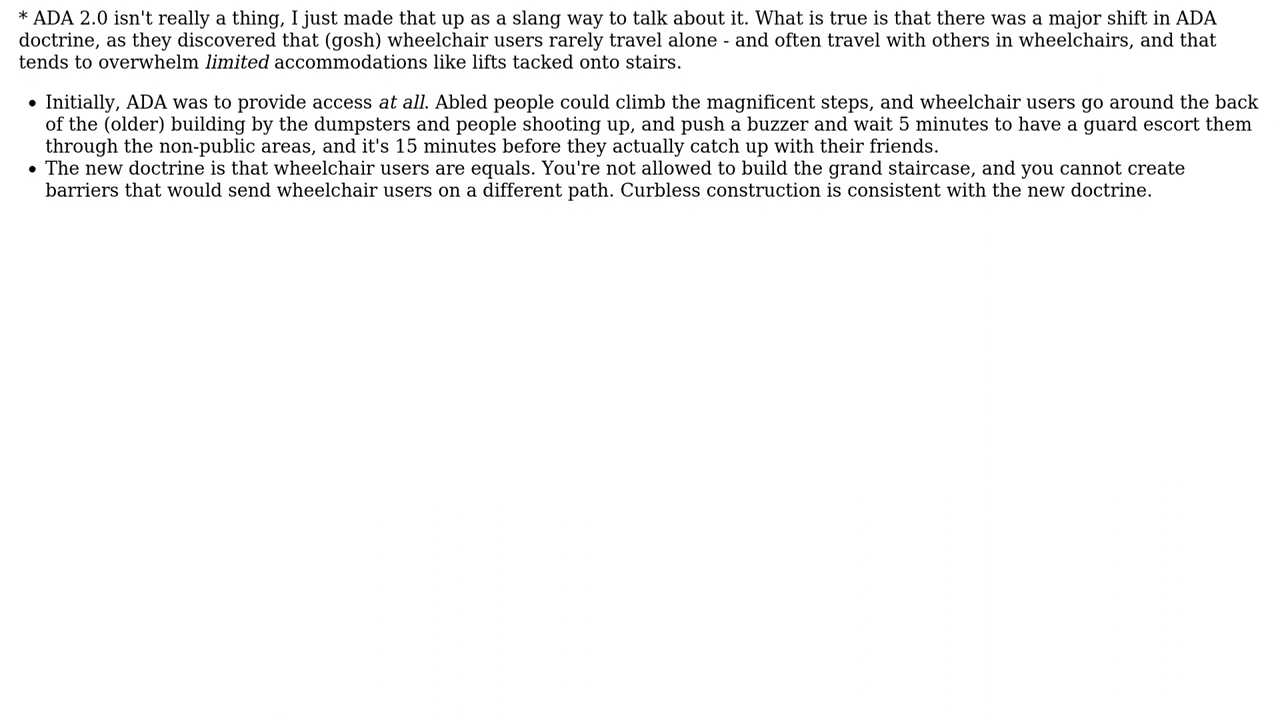 * ADA 2.0 isn't really a thing, I just made that up as a slang way to talk about it. What is true is that there was a major shift in ADA
doctrine, as they discovered that (gosh) wheelchair users rarely travel alone - and often travel with others in wheelchairs, and that
tends to overwhelm limited accommodations like lifts tacked onto stairs.
• Initially, ADA was to provide access at all. Abled people could climb the magnificent steps, and wheelchair users go around the back
of the (older) building by the dumpsters and people shooting up, and push a buzzer and wait 5 minutes to have a guard escort them
through the non-public areas, and it's 15 minutes before they actually catch up with their friends.
• The new doctrine is that wheelchair users are equals. You're not allowed to build the grand staircase, and you cannot create
barriers that would send wheelchair users on a different path. Curbless construction is consistent with the new doctrine.